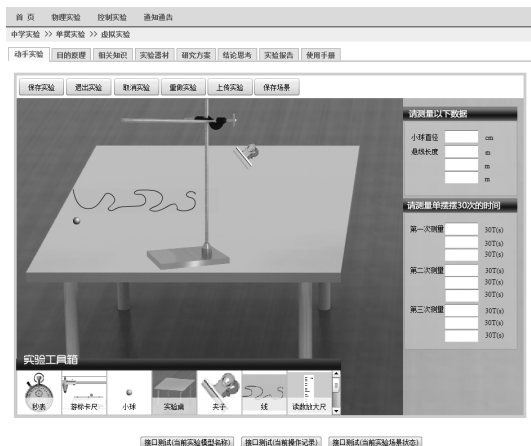 首 页 物理实验 控制实验 通知通告
中学实验 >> 单摆实验 >> 虚拟实验
动手实验 目的原理 相关知识 实验器材 研究方案 结论思考 实验报告 使用手册
保存实验 退出实验 取消实验 重做实验 上传实验 保存场景
请测量以下数据
小球直径 cm
悬线长度 m
m
m
请测量单摆摆30次的时间
第一次测量 30T(s)
30T(s)
30T(s)
第二次测量 30T(s)
30T(s)
30T(s)
第三次测量 30T(s)
30T(s)
30T(s)
实验工具箱
秒表 游标卡尺 小球 实验桌 夹子 线 读数放大尺
接口测试(当前实验模型名称) 接口测试(当前操作记录) 接口测试(当前实验场景状态)